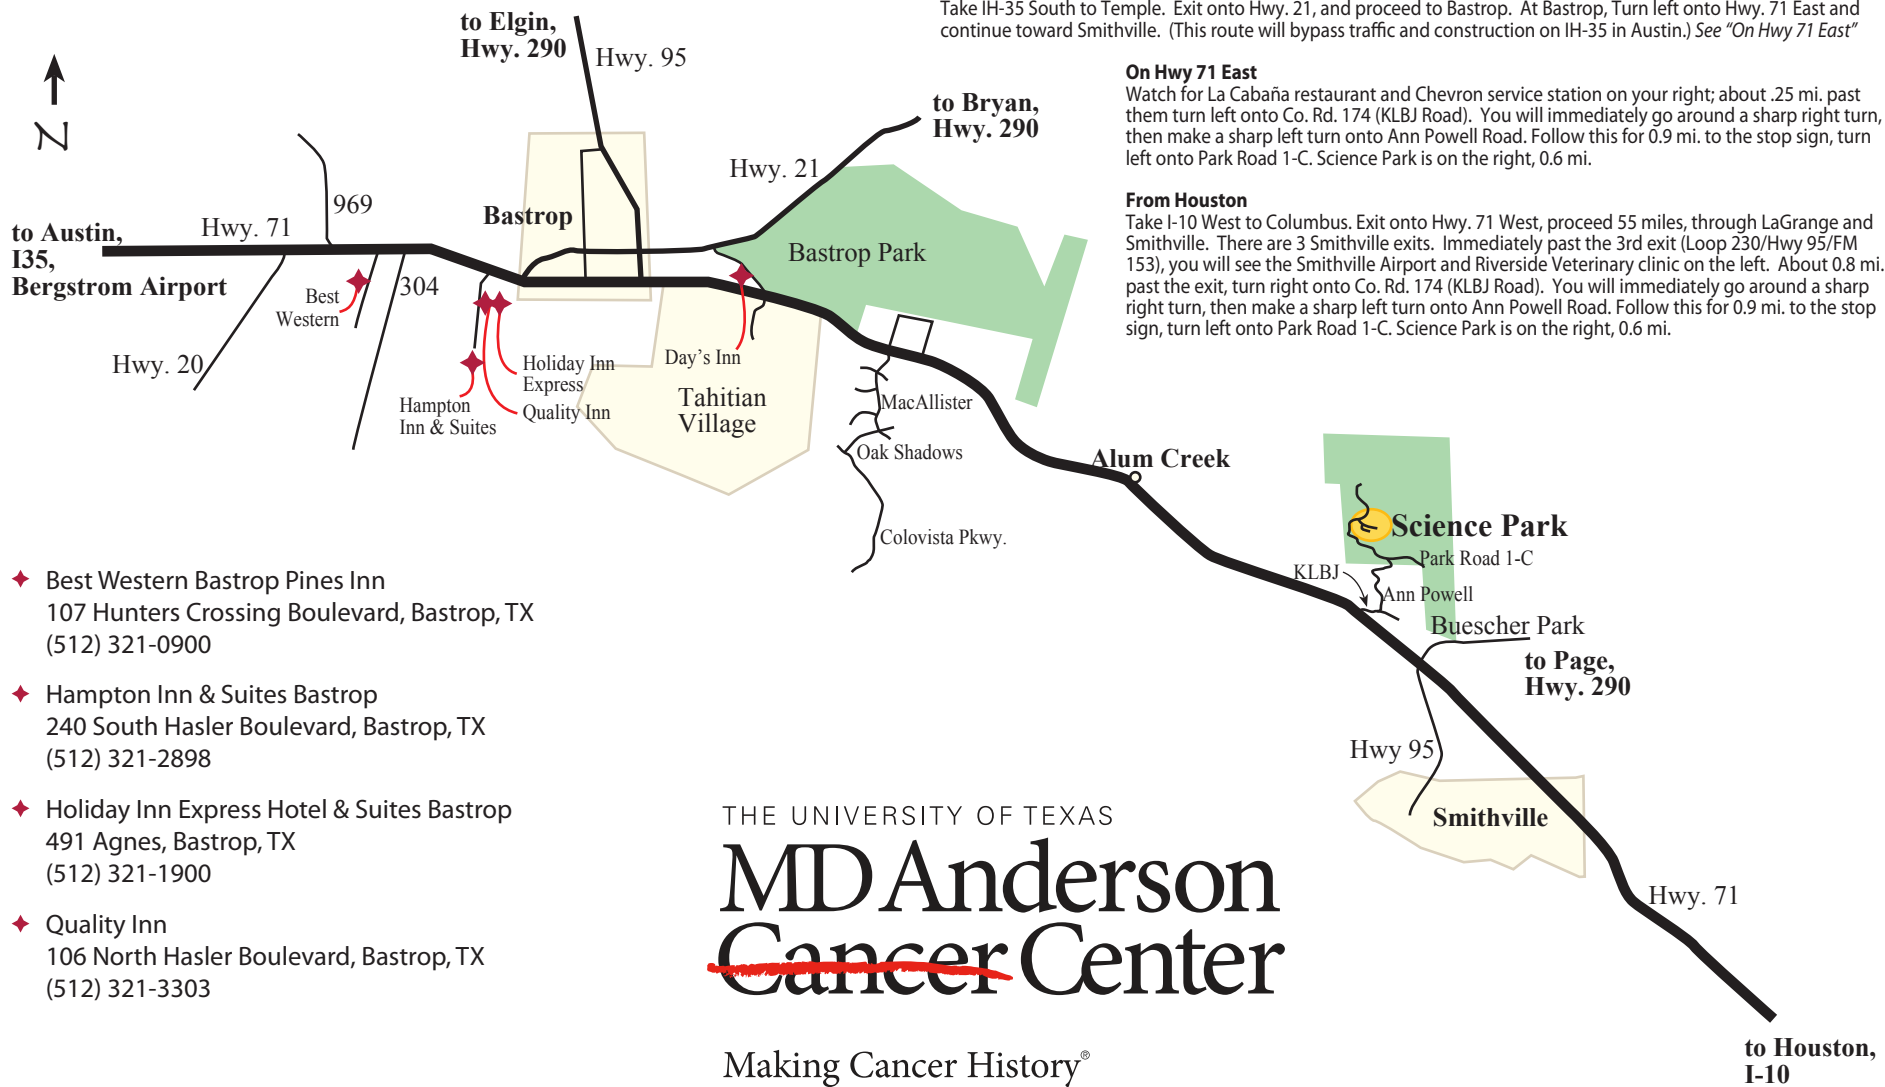 Take IH-35 South to Temple. Exit onto Hwy. 21, and proceed to Bastrop. At Bastrop, Turn left onto Hwy. 71 East and
continue toward Smithville. (This route will bypass traffic and construction on IH-35 in Austin.) See “On Hwy 71 East”
On Hwy 71 East
Watch for La Cabaña restaurant and Chevron service station on your right; about .25 mi. past
them turn left onto Co. Rd. 174 (KLBJ Road). You will immediately go around a sharp right turn,
then make a sharp left turn onto Ann Powell Road. Follow this for 0.9 mi. to the stop sign, turn
left onto Park Road 1-C. Science Park is on the right, 0.6 mi.
From Houston
Take I-10 West to Columbus. Exit onto Hwy. 71 West, proceed 55 miles, through LaGrange and
Smithville. There are 3 Smithville exits. Immediately past the 3rd exit (Loop 230/Hwy 95/FM
153), you will see the Smithville Airport and Riverside Veterinary clinic on the left. About 0.8 mi.
past the exit, turn right onto Co. Rd. 174 (KLBJ Road). You will immediately go around a sharp
right turn, then make a sharp left turn onto Ann Powell Road. Follow this for 0.9 mi. to the stop
sign, turn left onto Park Road 1-C. Science Park is on the right, 0.6 mi.
N
to Elgin,
Hwy. 290
Hwy. 95
to Bryan,
Hwy. 290
Hwy. 21
969
Bastrop
Hwy. 71
to Austin,
I35,
Bergstrom Airport
Bastrop Park
304
Best
Western
Hwy. 20
Holiday Inn
Express
Day’s Inn
Hampton
Inn & Suites
Quality Inn
Tahitian
Village
MacAllister
Oak Shadows
Colovista Pkwy.
Alum Creek
Science Park
Park Road 1-C
KLBJ
Ann Powell
Buescher Park
to Page,
Hwy. 290
Hwy 95
Smithville
Hwy. 71
to Houston,
I-10
Best Western Bastrop Pines Inn
107 Hunters Crossing Boulevard, Bastrop, TX
(512) 321-0900
Hampton Inn & Suites Bastrop
240 South Hasler Boulevard, Bastrop, TX
(512) 321-2898
Holiday Inn Express Hotel & Suites Bastrop
491 Agnes, Bastrop, TX
(512) 321-1900
Quality Inn
106 North Hasler Boulevard, Bastrop, TX
(512) 321-3303
THE UNIVERSITY OF TEXAS
MD Anderson
Cancer Center
Making Cancer History®